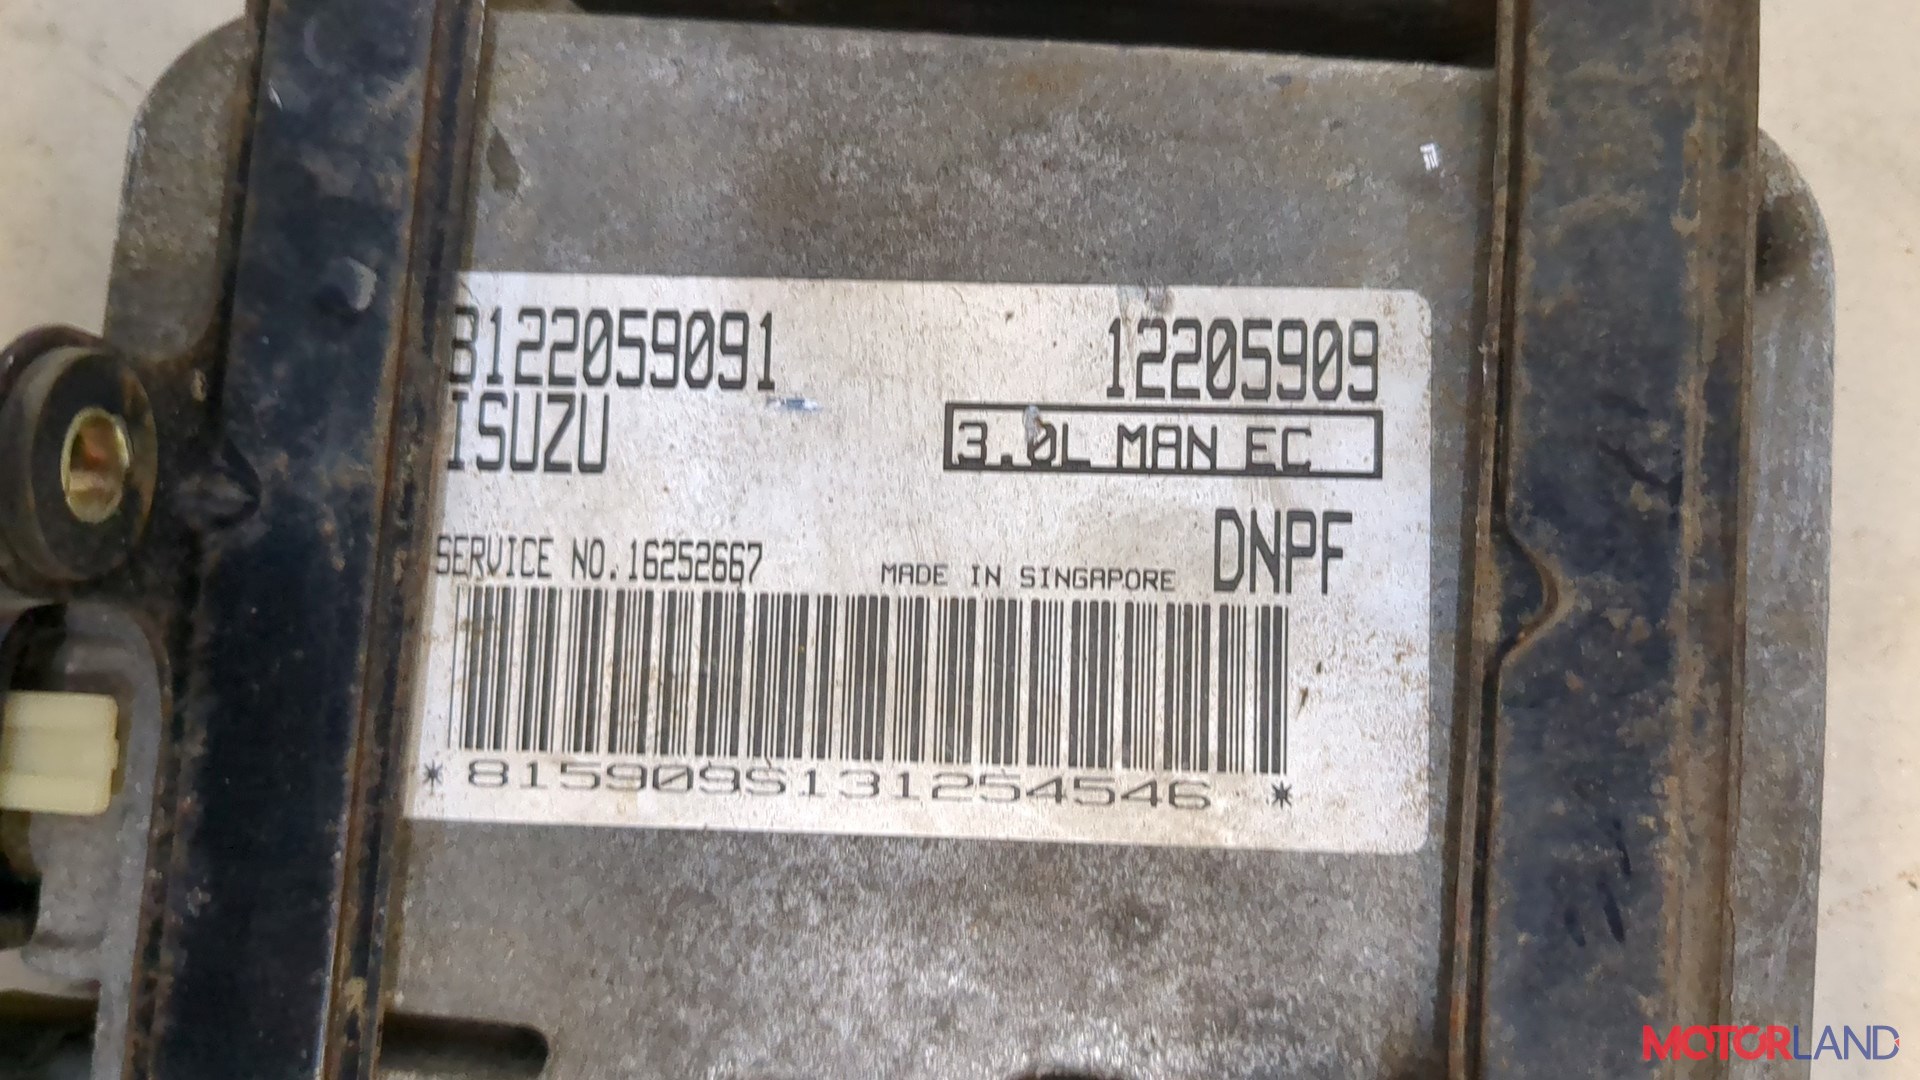 8122059091 12205909
ISUZU 3.0L MAN EC
SERVICE NO.16252667 MADE IN SINGAPORE DNPF
* 815909S131254546 *
MOTORLAND